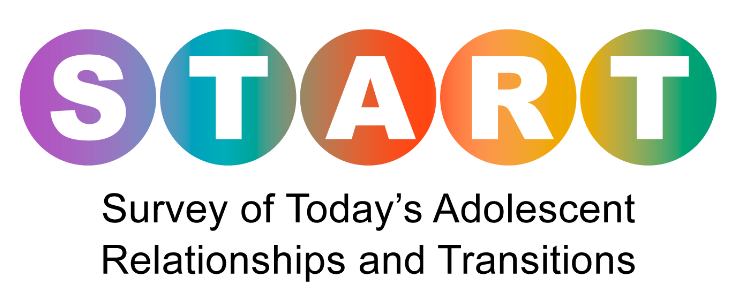 START
Survey of Today's Adolescent
Relationships and Transitions